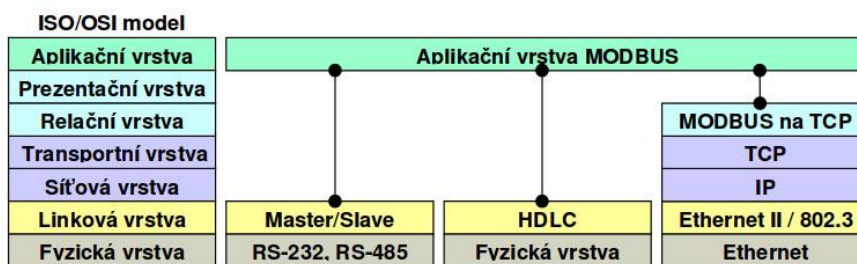 ISO/OSI model
Aplikační vrstva Aplikační vrstva MODBUS
Prezentační vrstva
Relační vrstva MODBUS na TCP
Transportní vrstva TCP
Síťová vrstva IP
Linková vrstva Master/Slave HDLC Ethernet II / 802.3
Fyzická vrstva RS-232, RS-485 Fyzická vrstva Ethernet